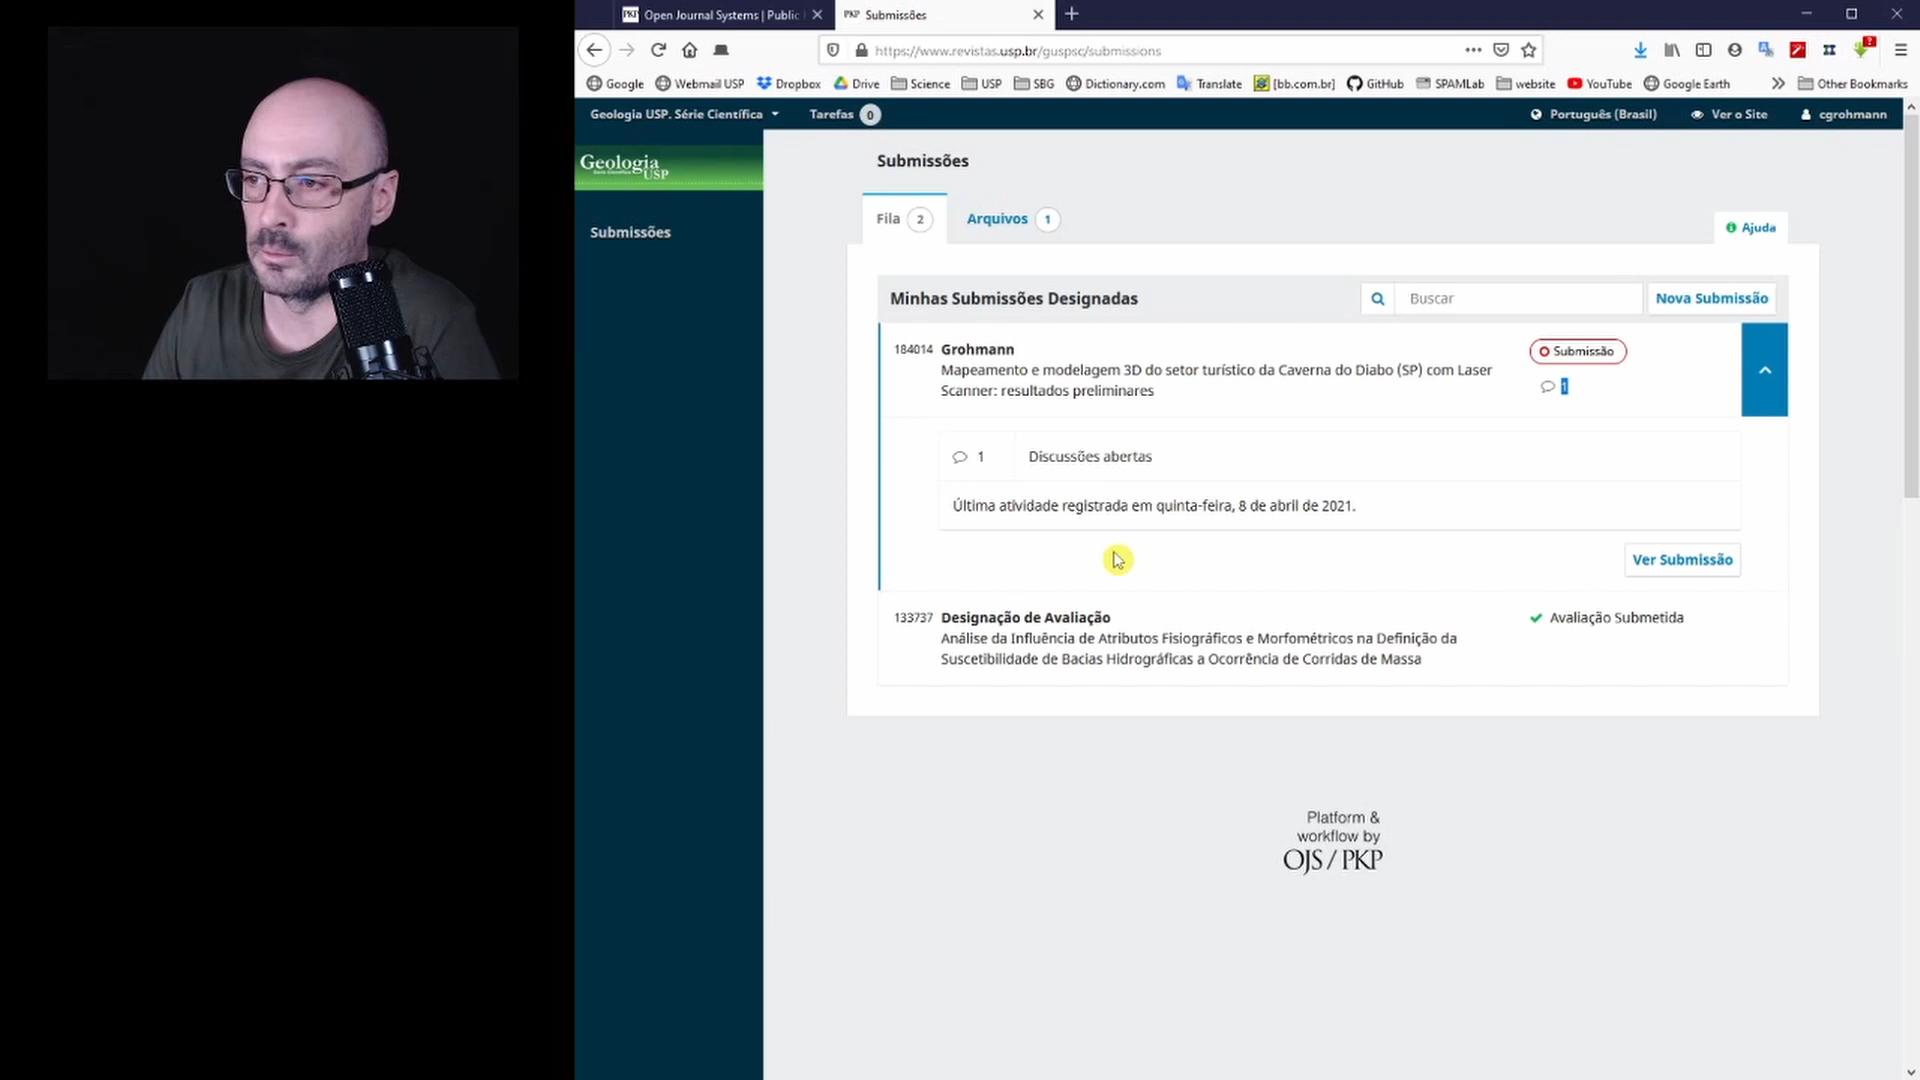 Open Journal Systems | Public
PKP Submissões
https://www.revistas.usp.br/guspsc/submissions
Google Webmail USP Dropbox Drive Science USP SBG Dictionary.com Translate [bb.com.br] GitHub SPAMLab website YouTube Google Earth Other Bookmarks
Geologia USP. Série Científica Tarefas 0 Português (Brasil) Ver o Site cgrohmann
Geologia
Série Científica USP
Submissões
Submissões
Fila 2 Arquivos 1
Ajuda
Minhas Submissões Designadas Buscar Nova Submissão
184014 Grohmann Submissão
Mapeamento e modelagem 3D do setor turístico da Caverna do Diabo (SP) com Laser
Scanner: resultados preliminares 1
1 Discussões abertas
Última atividade registrada em quinta-feira, 8 de abril de 2021.
Ver Submissão
133737 Designação de Avaliação Avaliação Submetida
Análise da Influência de Atributos Fisiográficos e Morfométricos na Definição da
Suscetibilidade de Bacias Hidrográficas a Ocorrência de Corridas de Massa
Platform &
workflow by
OJS / PKP